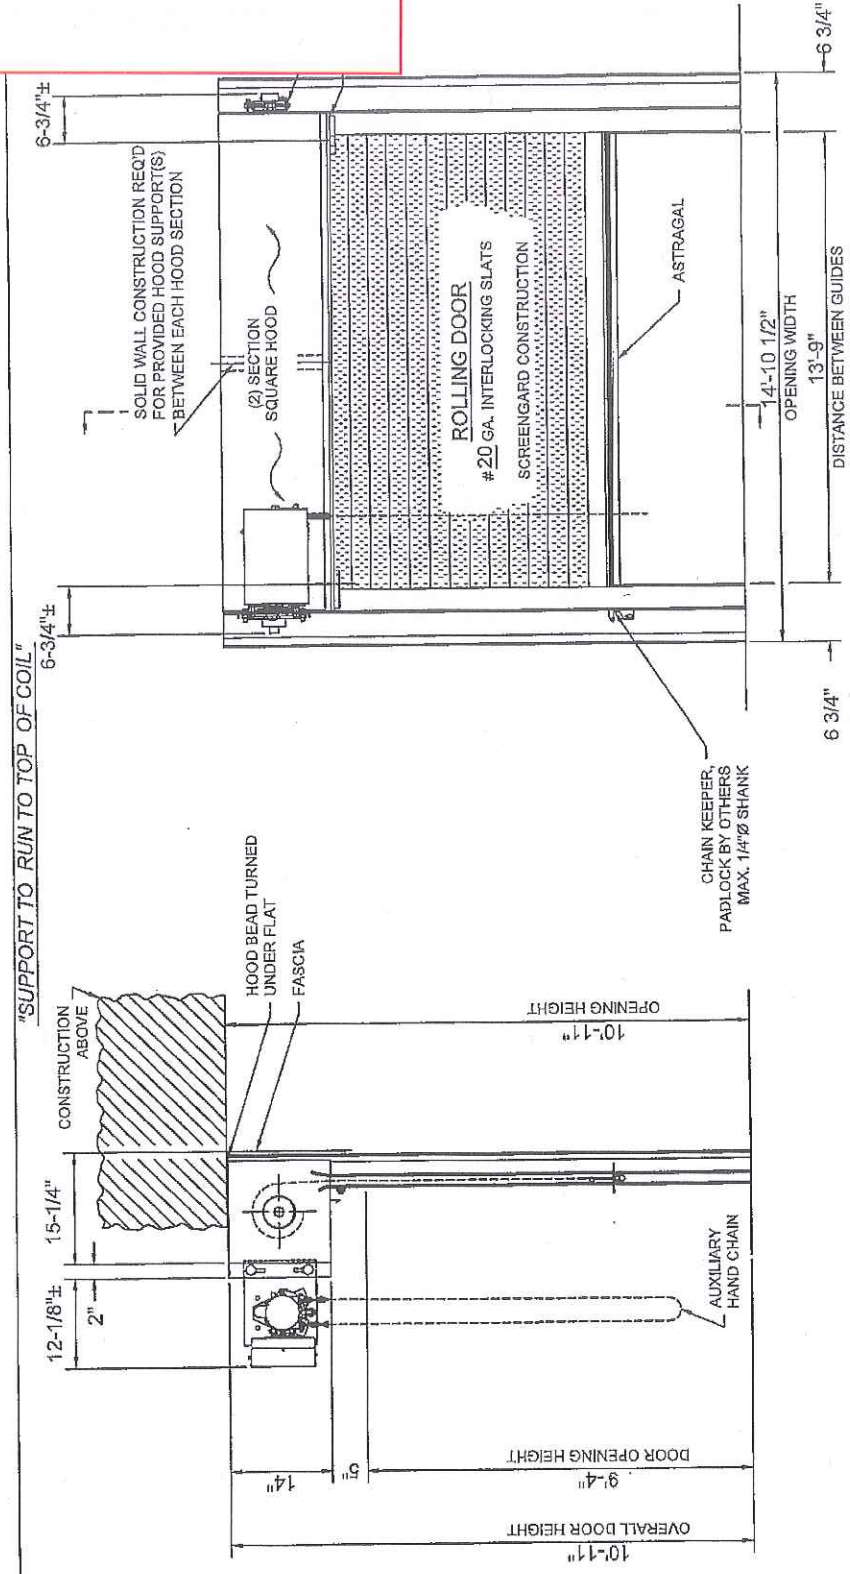 "SUPPORT TO RUN TO TOP OF COIL"
CONSTRUCTION
ABOVE
15-1/4"
2"
12-1/8"±
HOOD BEAD TURNED
UNDER FLAT
FASCIA
AUXILIARY
HAND CHAIN
14"
5"
9'-4"
DOOR OPENING HEIGHT
10'-11"
OVERALL DOOR HEIGHT
10'-11"
OPENING HEIGHT
6-3/4"±
6-3/4"±
SOLID WALL CONSTRUCTION REQ'D
FOR PROVIDED HOOD SUPPORT(S)
BETWEEN EACH HOOD SECTION
(2) SECTION
SQUARE HOOD
ROLLING DOOR
#20 GA. INTERLOCKING SLATS
SCREENGARD CONSTRUCTION
ASTRAGAL
CHAIN KEEPER,
PADLOCK BY OTHERS
MAX. 1/4"Ø SHANK
6 3/4"
14'-10 1/2"
OPENING WIDTH
13'-9"
DISTANCE BETWEEN GUIDES
6 3/4"